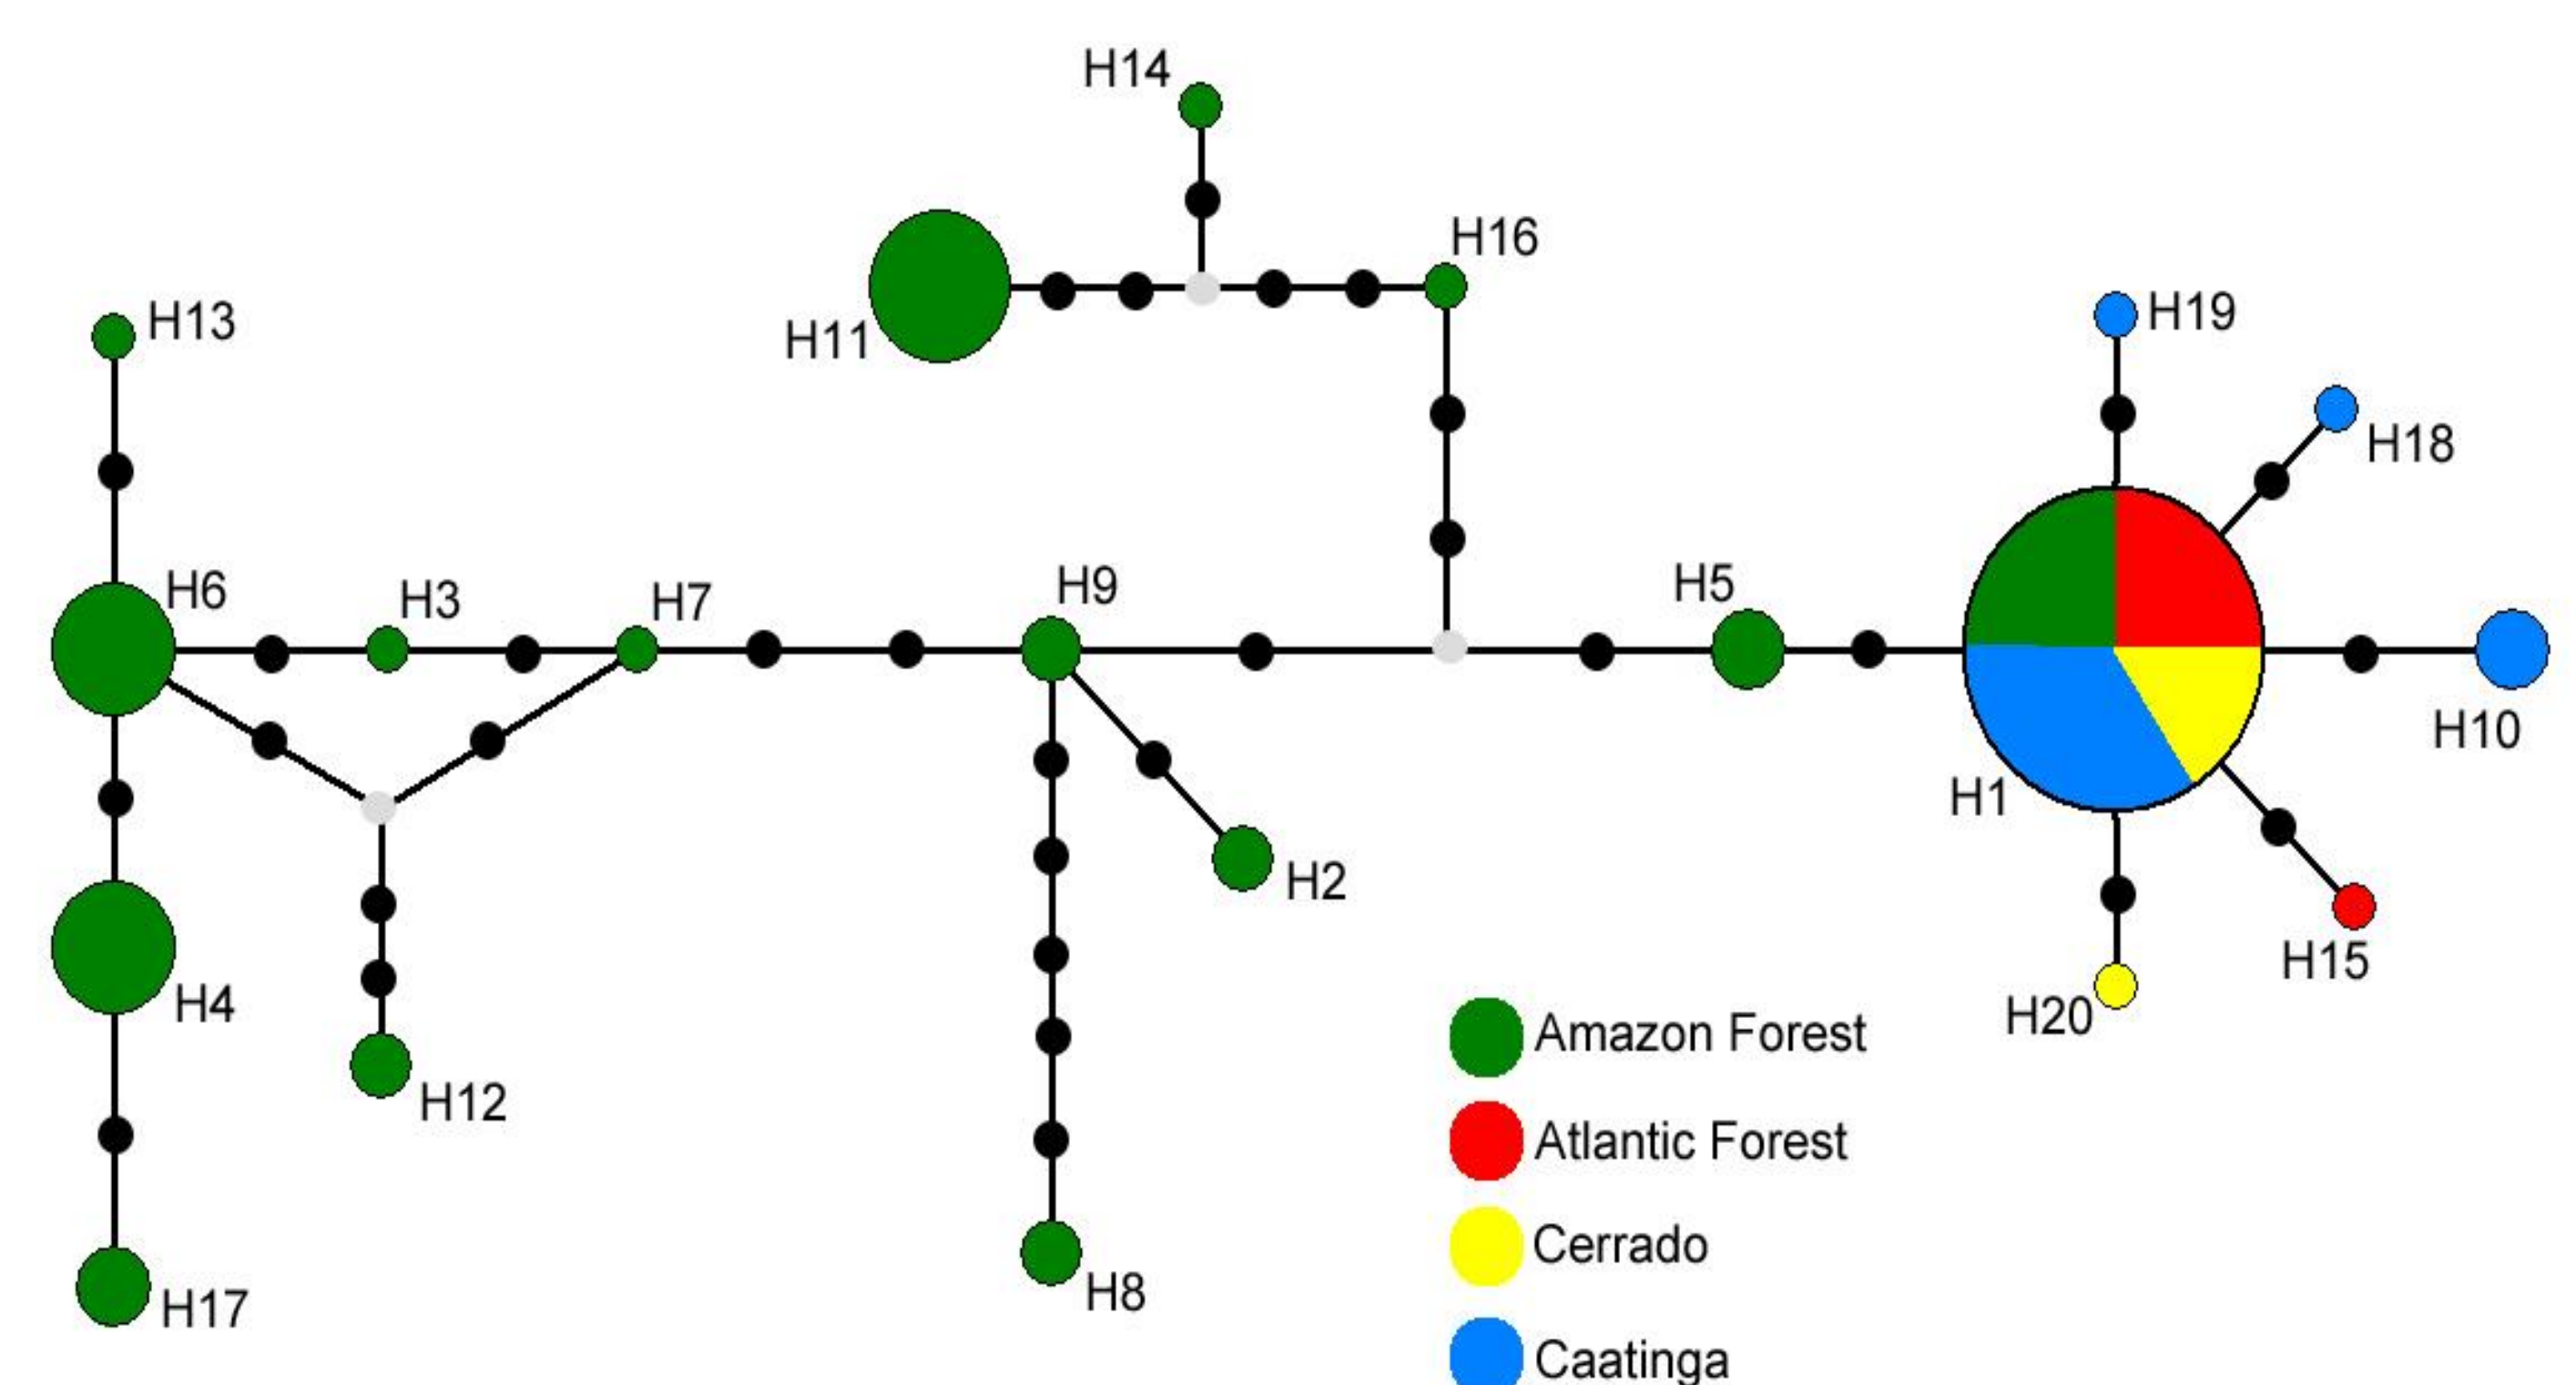 H14
H16
H11
H13
H19
H18
H6
H3
H7
H9
H5
H10
H1
H2
H4
H12
H15
H20
H17
H8
Amazon Forest
Atlantic Forest
Cerrado
Caatinga